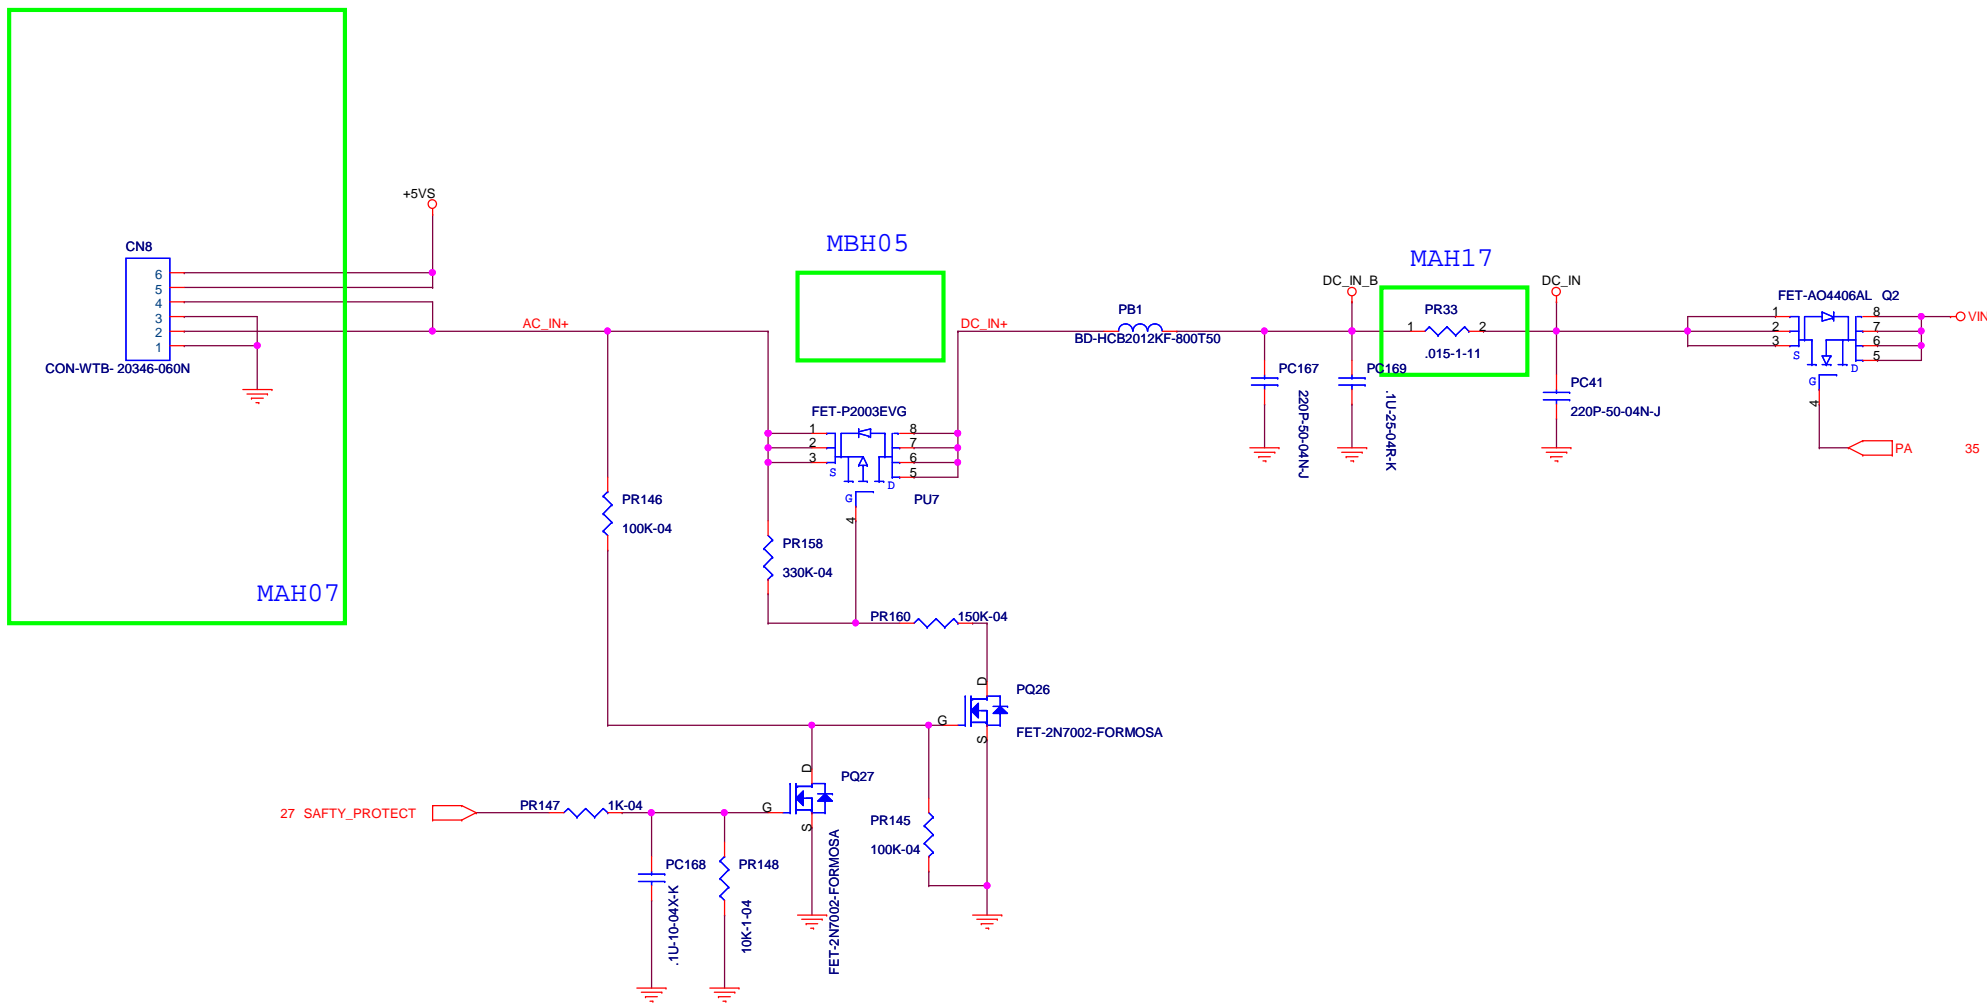 +5VS
CN8
6
5
4
3
2
1
CON-WTB- 20346-060N
MAH07
AC_IN+
MBH05
DC_IN+
PB1
BD-HCB2012KF-800T50
MAH17
DC_IN_B
DC_IN
PR33
1
2
.015-1-11
PC167
220P-50-04N-J
PC169
.1U-25-04R-K
PC41
220P-50-04N-J
FET-AO4406AL Q2
1
2
3
S
8
7
6
5
D
G
4
VIN
PA
35
FET-P2003EVG
1
2
3
S
8
7
6
5
D
G
4
PU7
PR146
100K-04
PR158
330K-04
PR160
150K-04
D
G
S
PQ26
FET-2N7002-FORMOSA
D
G
S
PQ27
FET-2N7002-FORMOSA
27 SAFTY_PROTECT
PR147
1K-04
PC168
.1U-10-04X-K
PR148
10K-1-04
PR145
100K-04